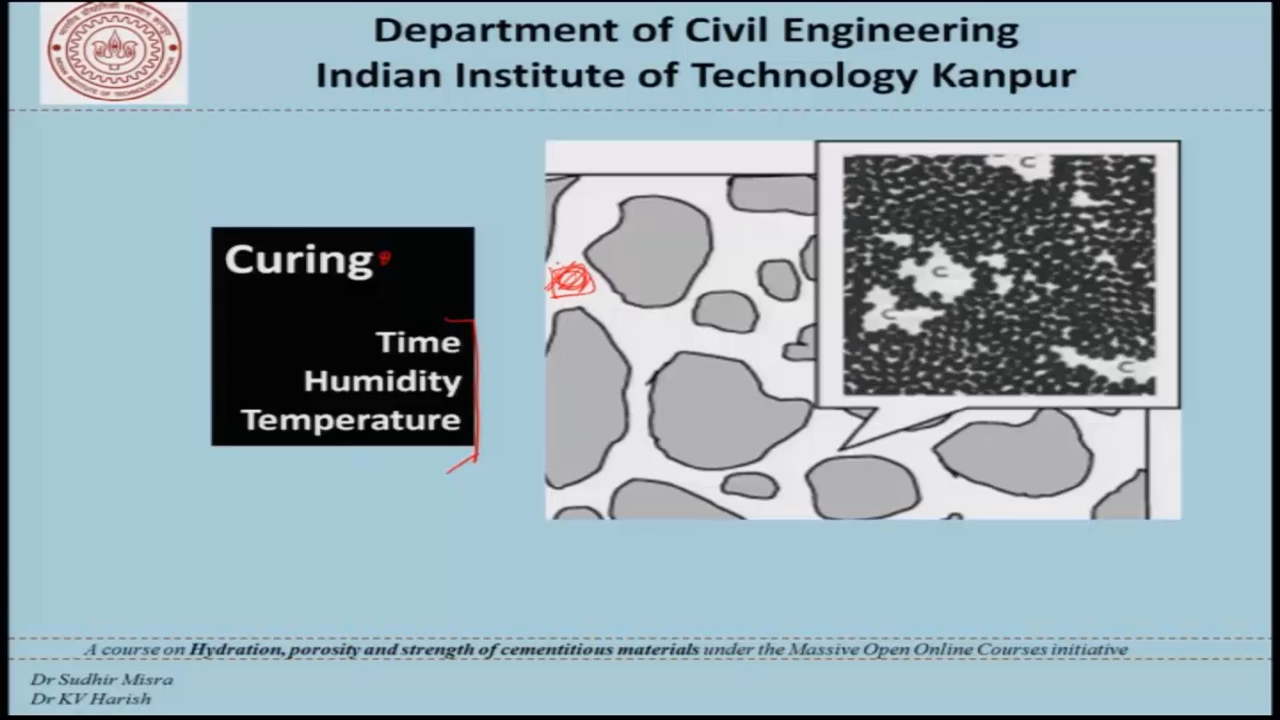 Department of Civil Engineering
Indian Institute of Technology Kanpur
Curing
Time
Humidity
Temperature
C
C
C
C
A course on Hydration, porosity and strength of cementitious materials under the Massive Open Online Courses initiative
Dr Sudhir Misra
Dr KV Harish